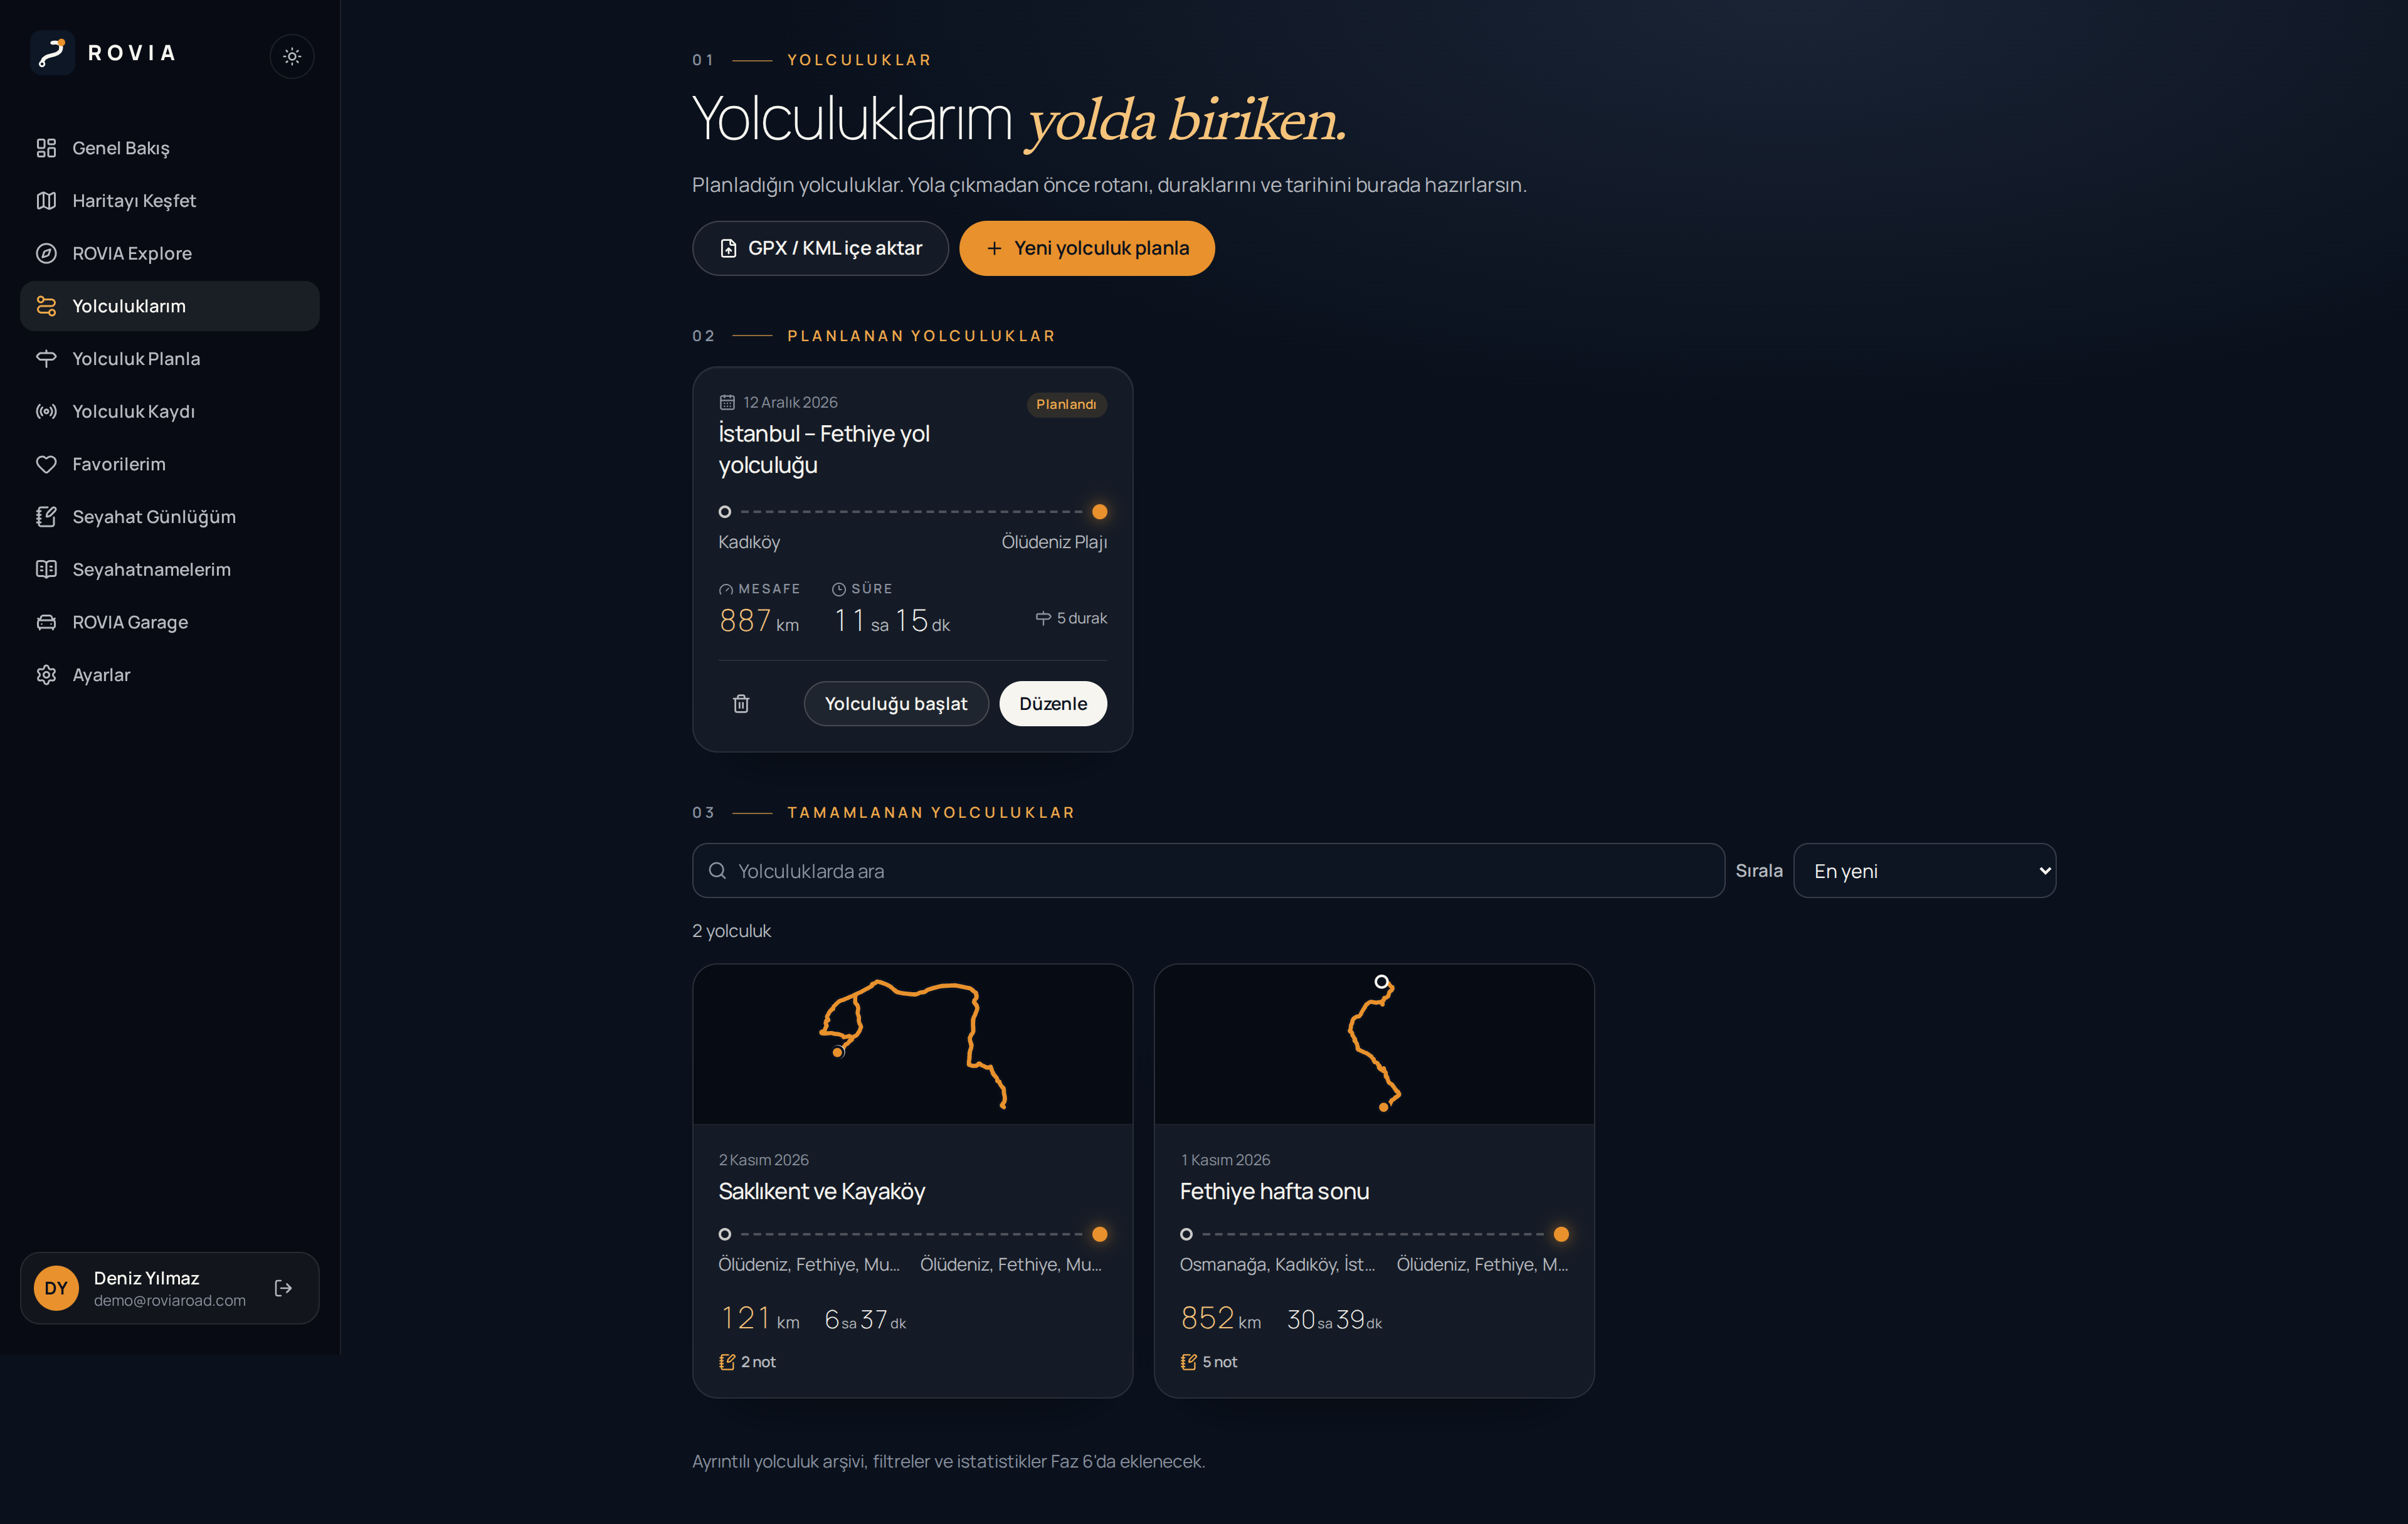 ROVIA
Genel Bakış
Haritayı Keşfet
ROVIA Explore
Yolculuklarım
Yolculuk Planla
Yolculuk Kaydı
Favorilerim
Seyahat Günlüğüm
Seyahatnamelerim
ROVIA Garage
Ayarlar
DY
Deniz Yılmaz
demo@roviaroad.com
01 YOLCULUKLAR
Yolculuklarım yolda biriken.
Planladığın yolculuklar. Yola çıkmadan önce rotanı, duraklarını ve tarihini burada hazırlarsın.
GPX / KML içe aktar
Yeni yolculuk planla
02 PLANLANAN YOLCULUKLAR
12 Aralık 2026
Planlandı
İstanbul – Fethiye yol
yolculuğu
Kadıköy
Ölüdeniz Plajı
MESAFE
SÜRE
887 km
11 sa 15 dk
5 durak
Yolculuğu başlat
Düzenle
03 TAMAMLANAN YOLCULUKLAR
Yolculuklarda ara
Sırala
En yeni
2 yolculuk
2 Kasım 2026
Saklıkent ve Kayaköy
Ölüdeniz, Fethiye, Mu...
Ölüdeniz, Fethiye, Mu...
121 km
6 sa 37 dk
2 not
1 Kasım 2026
Fethiye hafta sonu
Osmanağa, Kadıköy, İst...
Ölüdeniz, Fethiye, M...
852 km
30 sa 39 dk
5 not
Ayrıntılı yolculuk arşivi, filtreler ve istatistikler Faz 6'da eklenecek.